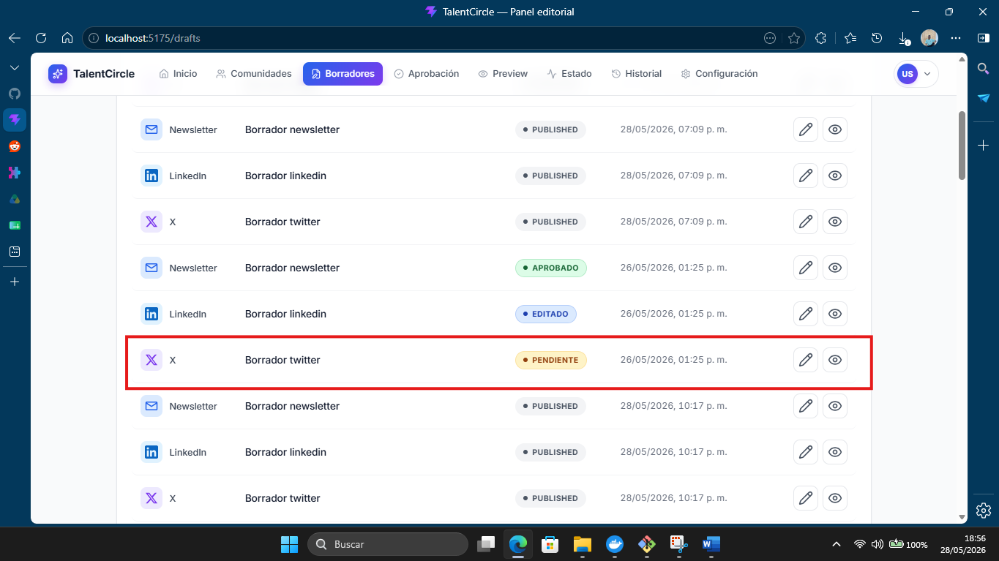 TalentCircle — Panel editorial
localhost:5175/drafts
TalentCircle Inicio Comunidades Borradores Aprobación Preview Estado Historial Configuración US
Newsletter Borrador newsletter PUBLISHED 28/05/2026, 07:09 p. m.
LinkedIn Borrador linkedin PUBLISHED 28/05/2026, 07:09 p. m.
X Borrador twitter PUBLISHED 28/05/2026, 07:09 p. m.
Newsletter Borrador newsletter APROBADO 26/05/2026, 01:25 p. m.
LinkedIn Borrador linkedin EDITADO 26/05/2026, 01:25 p. m.
X Borrador twitter PENDIENTE 26/05/2026, 01:25 p. m.
Newsletter Borrador newsletter PUBLISHED 28/05/2026, 10:17 p. m.
LinkedIn Borrador linkedin PUBLISHED 28/05/2026, 10:17 p. m.
X Borrador twitter PUBLISHED 28/05/2026, 10:17 p. m.
Buscar
100%
18:56
28/05/2026